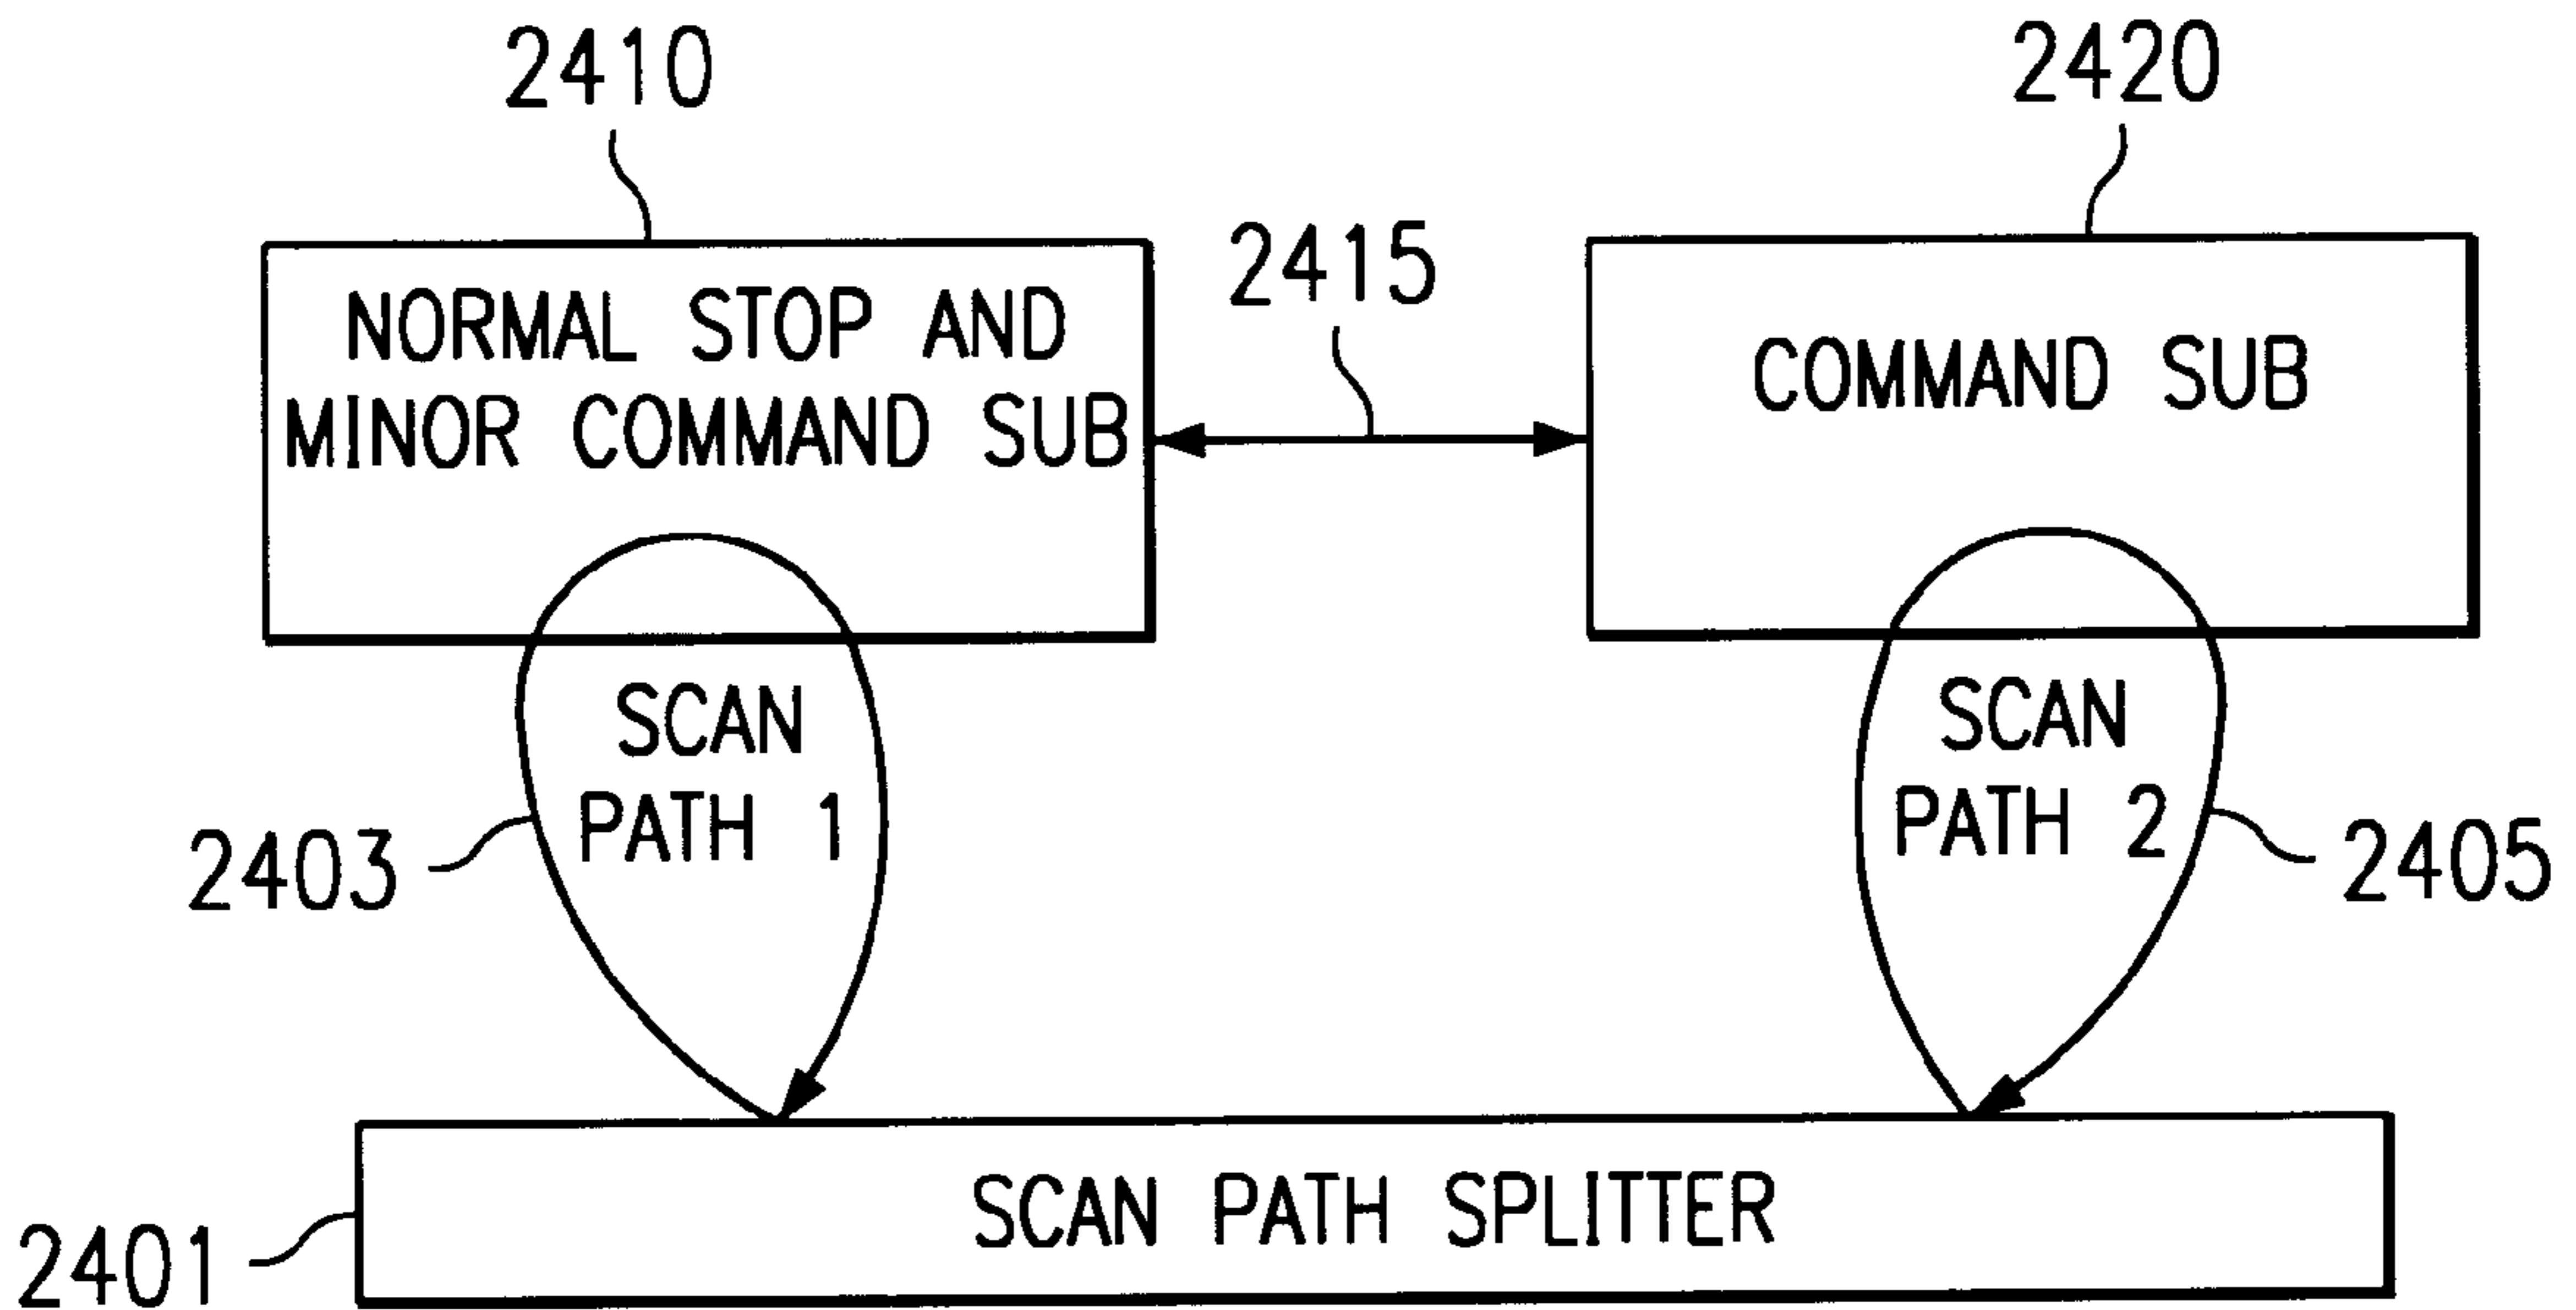 2410
2420
2415
NORMAL STOP AND
MINOR COMMAND SUB
COMMAND SUB
SCAN
PATH 1
SCAN
PATH 2
2403
2405
SCAN PATH SPLITTER
2401